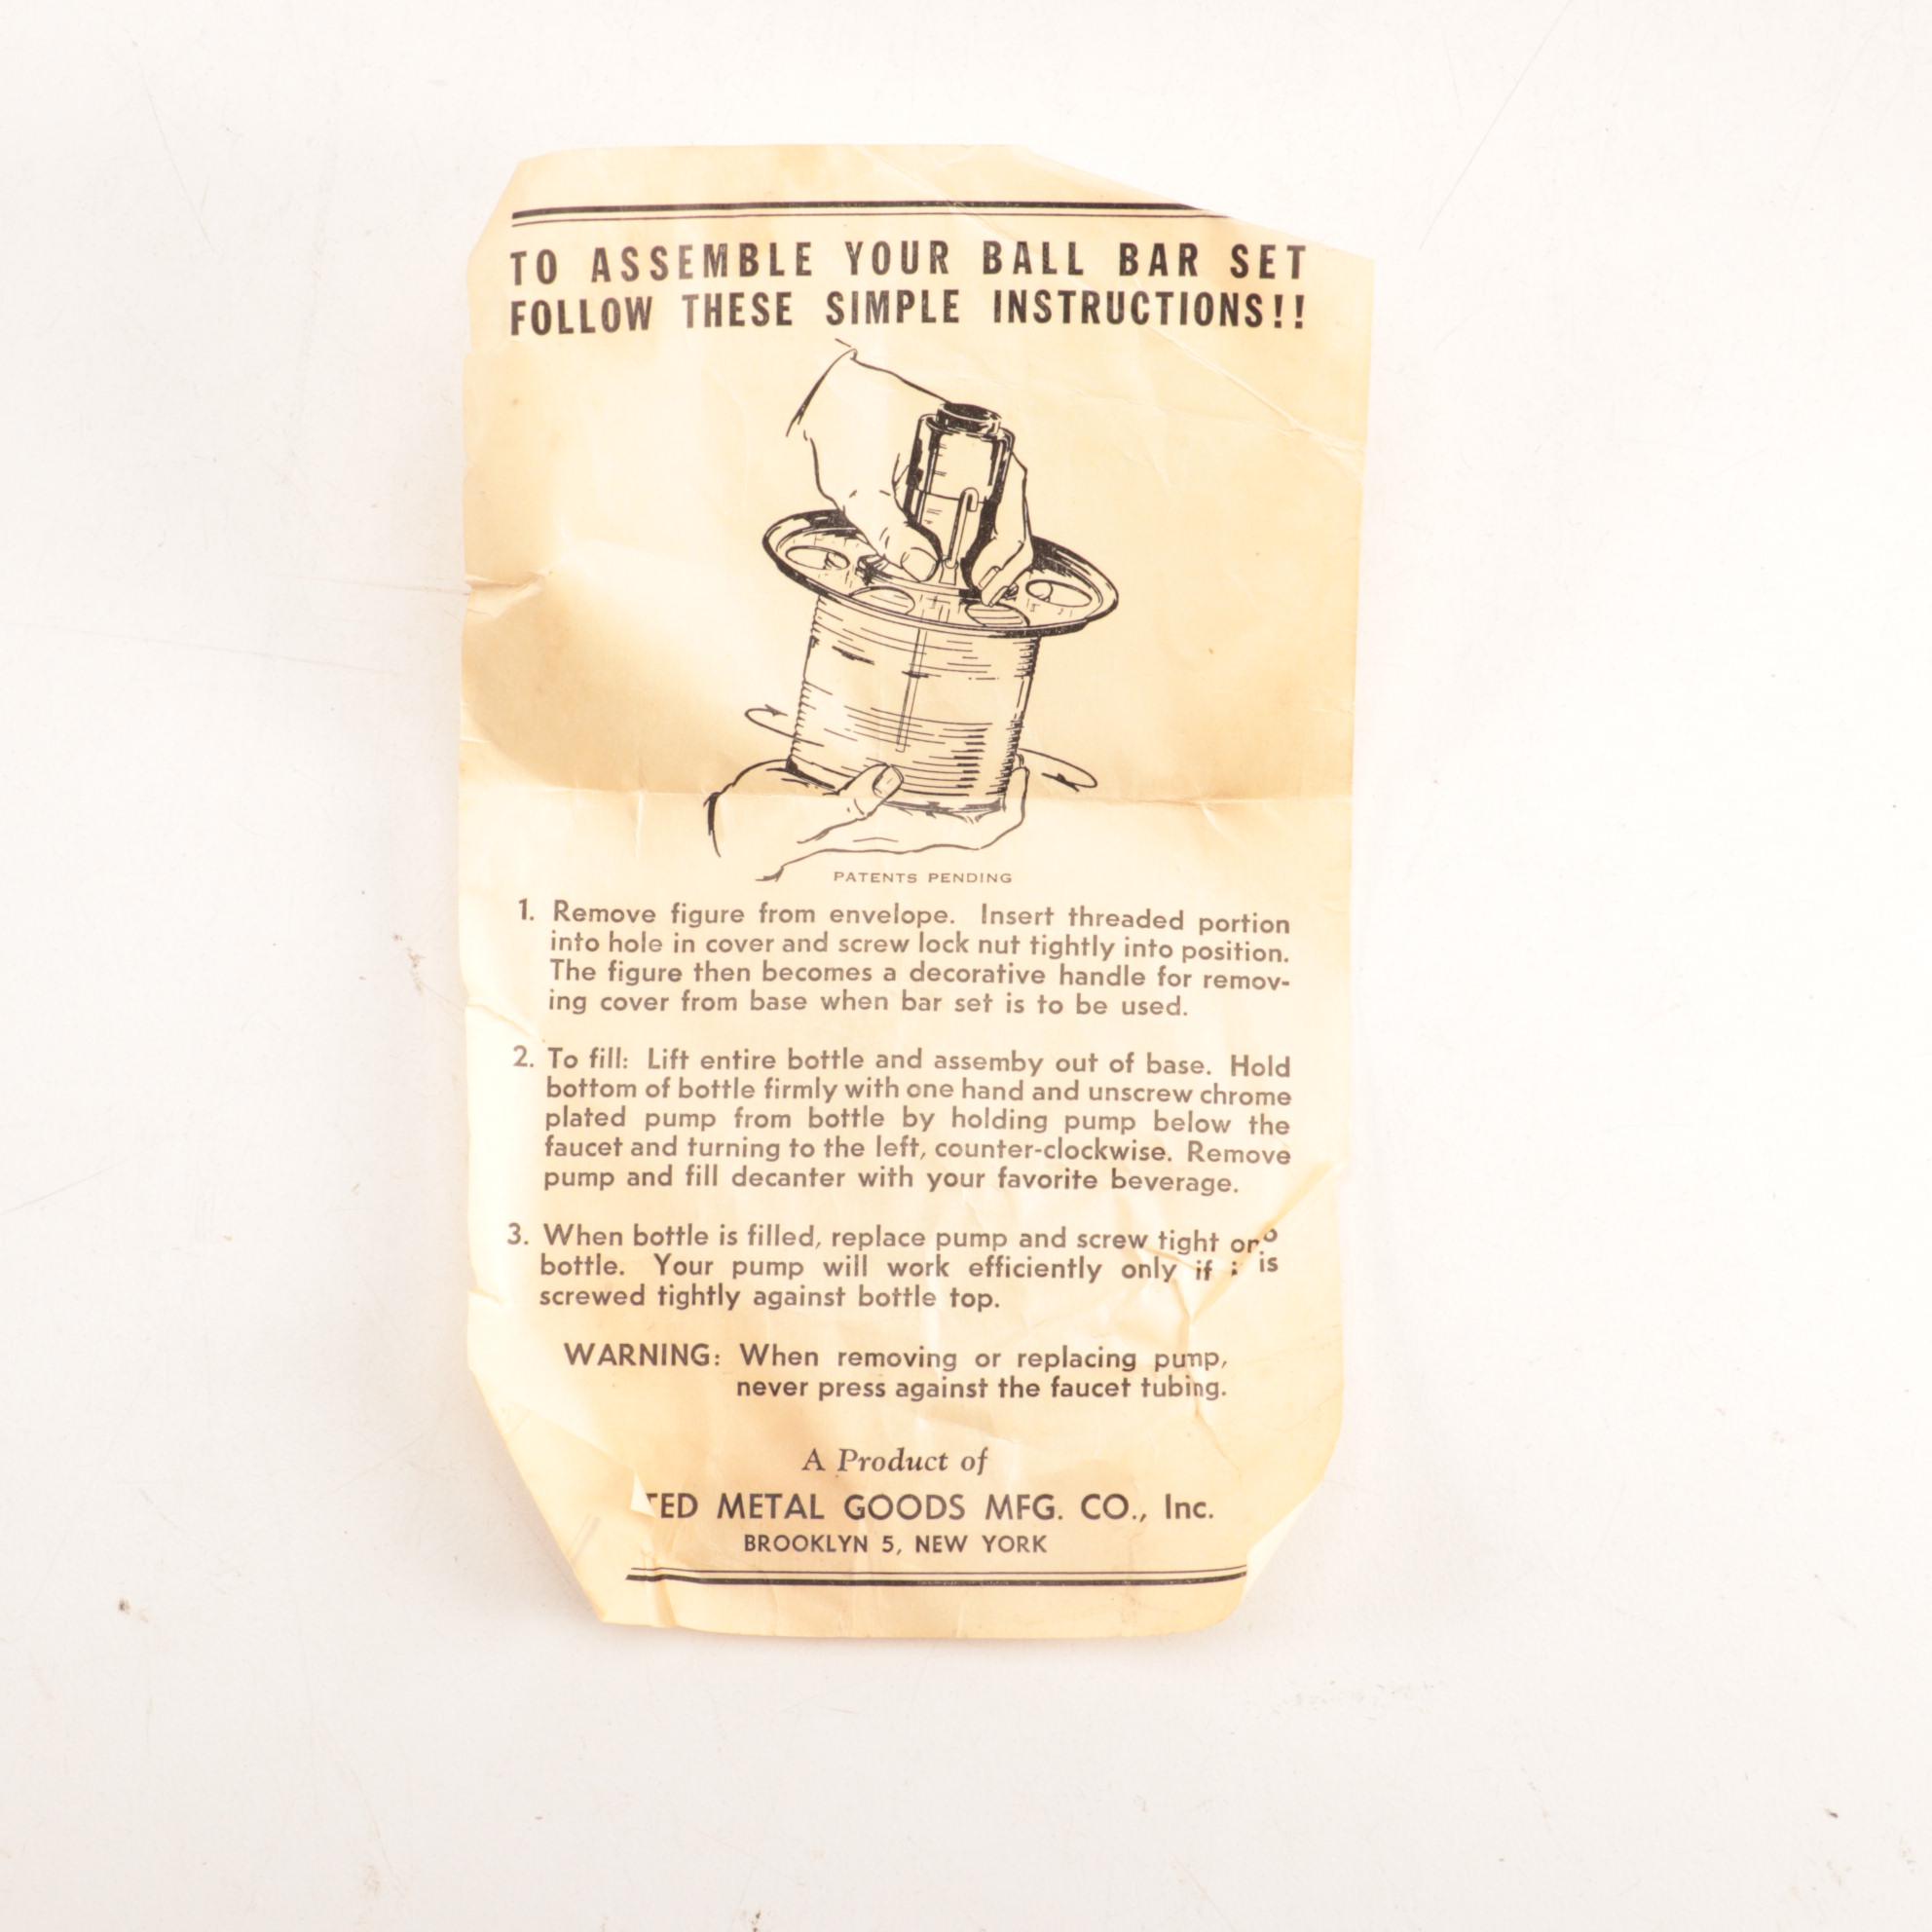 TO ASSEMBLE YOUR BALL BAR SET
FOLLOW THESE SIMPLE INSTRUCTIONS!!
PATENTS PENDING
1. Remove figure from envelope. Insert threaded portion
into hole in cover and screw lock nut tightly into position.
The figure then becomes a decorative handle for remov-
ing cover from base when bar set is to be used.
2. To fill: Lift entire bottle and assemby out of base. Hold
bottom of bottle firmly with one hand and unscrew chrome
plated pump from bottle by holding pump below the
faucet and turning to the left, counter-clockwise. Remove
pump and fill decanter with your favorite beverage.
3. When bottle is filled, replace pump and screw tight
bottle. Your pump will work efficiently only if is
screwed tightly against bottle top.
WARNING: When removing or replacing pump,
never press against the faucet tubing.
A Product of
TED METAL GOODS MFG. CO., Inc.
BROOKLYN 5, NEW YORK